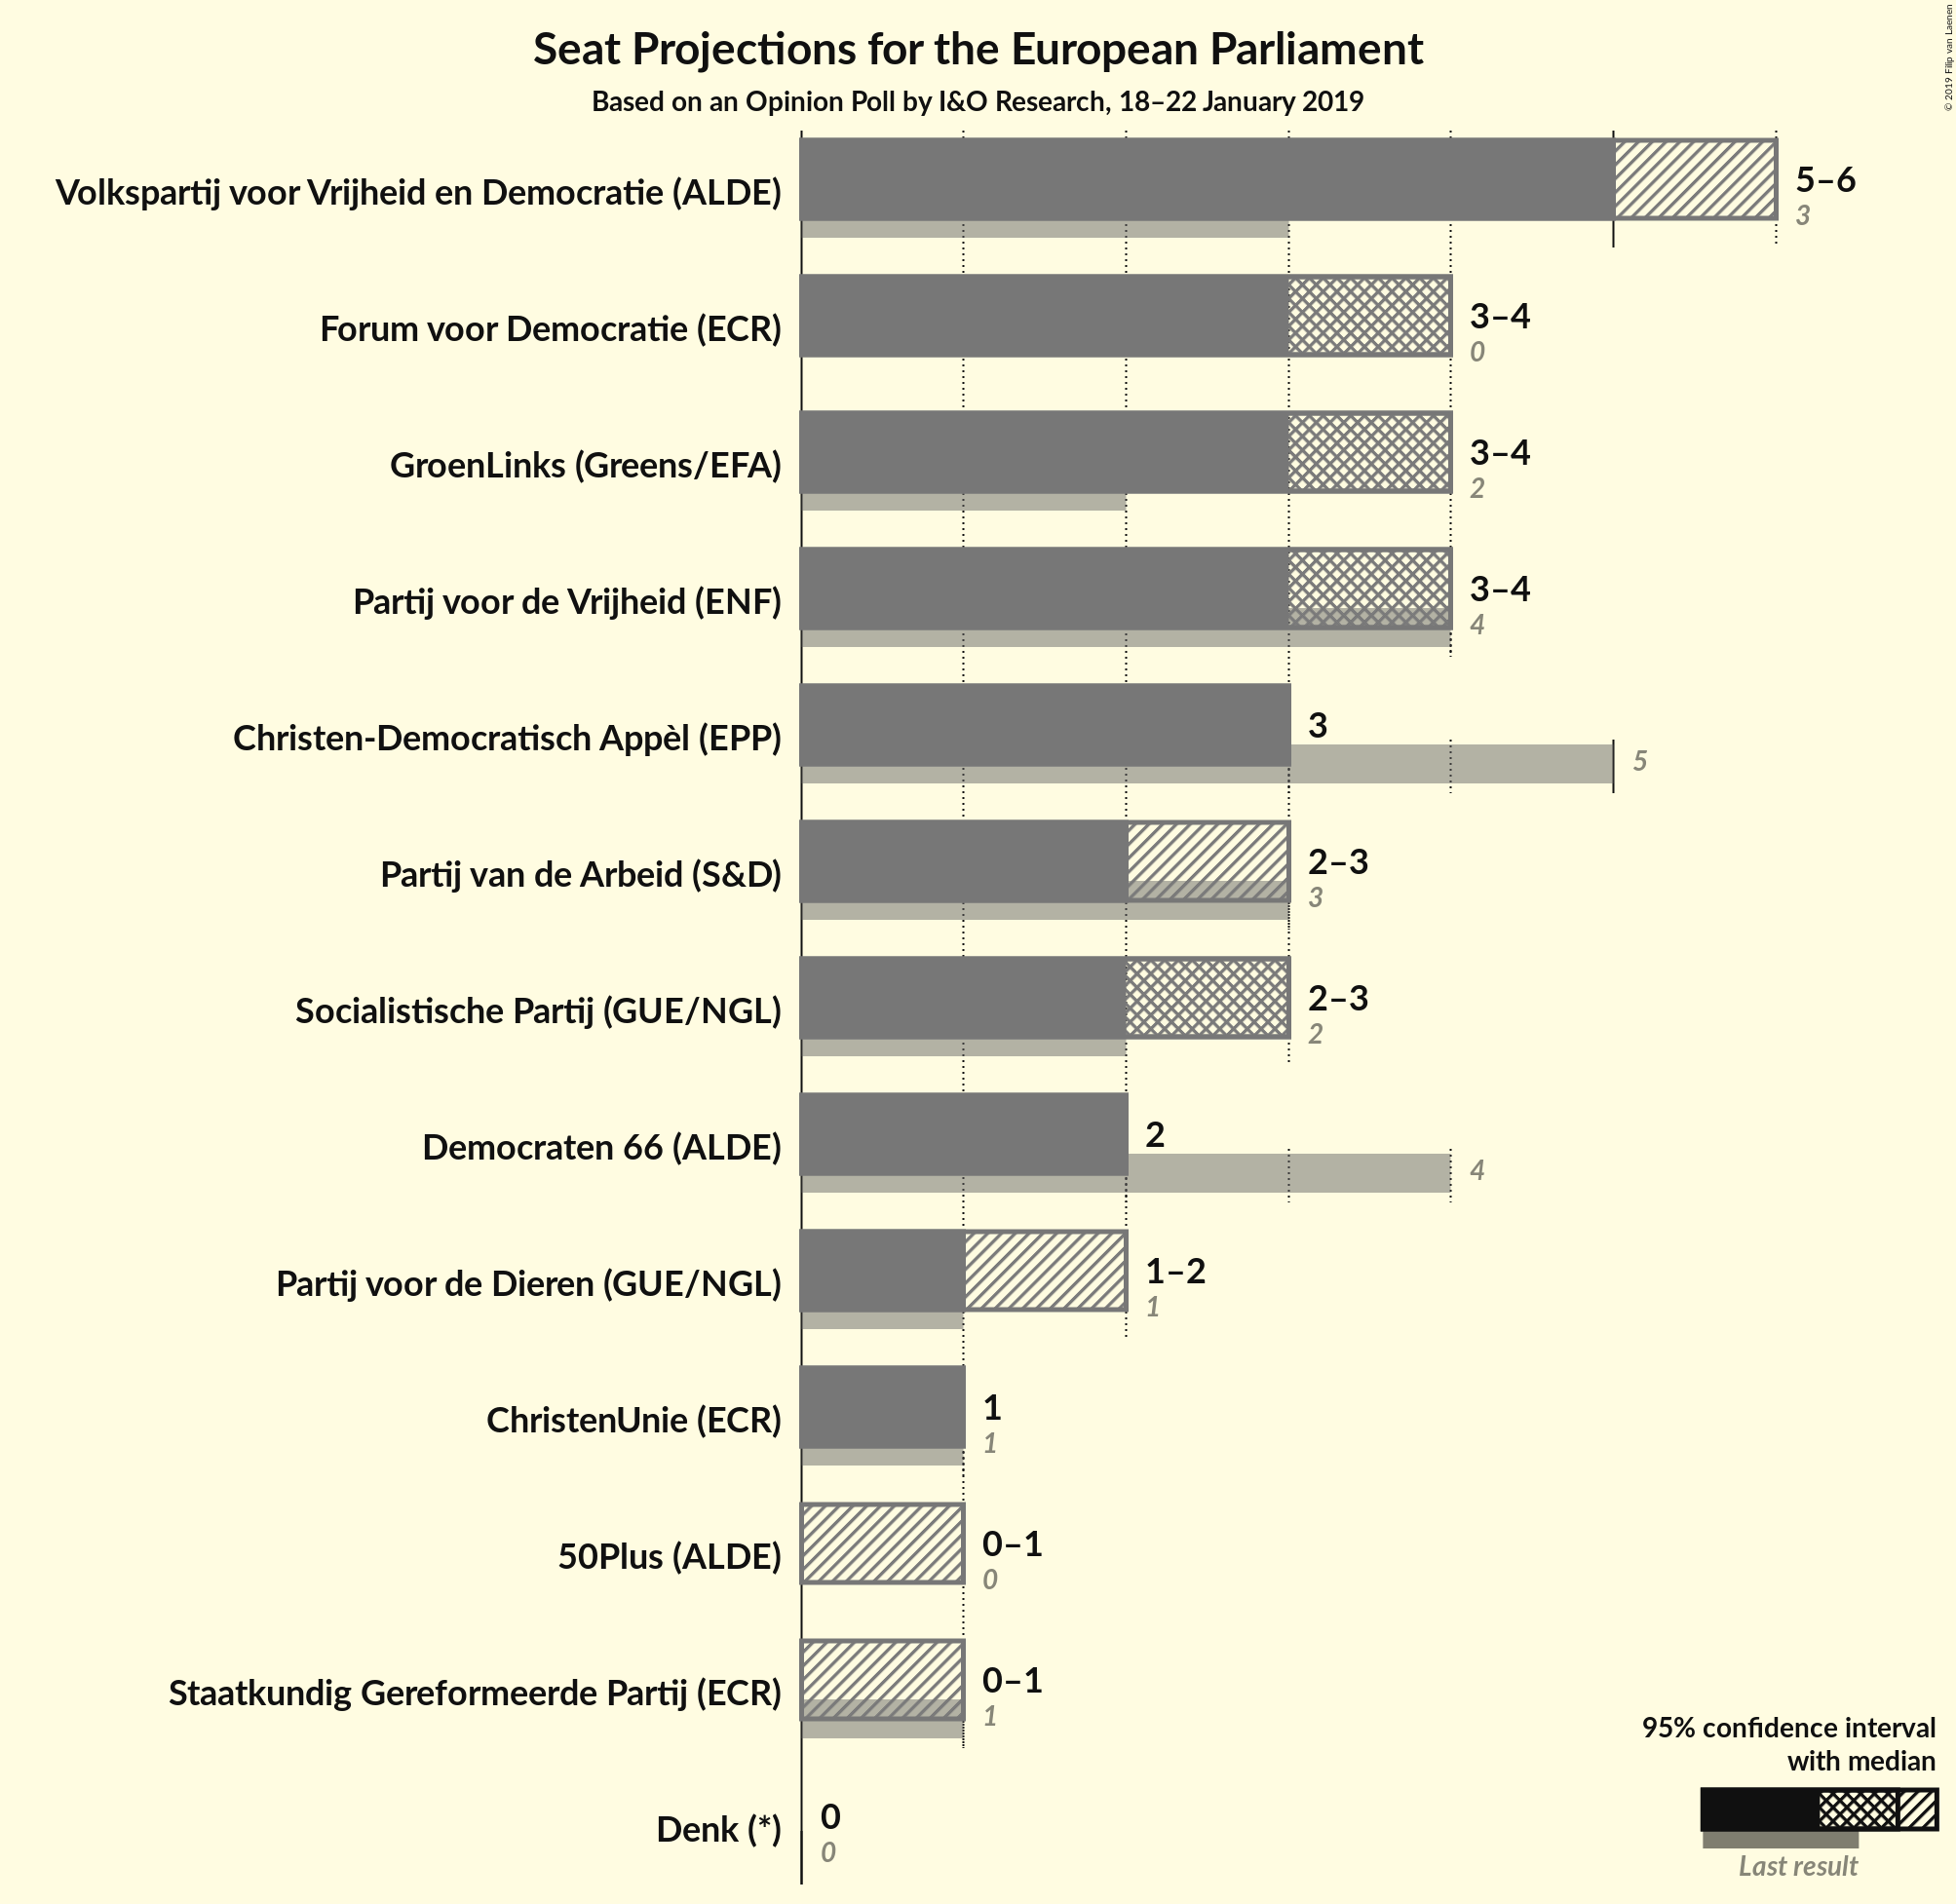 Seat Projections for the European Parliament
Based on an Opinion Poll by I&O Research, 18–22 January 2019
© 2019 Filip van Laenen
Volkspartij voor Vrijheid en Democratie (ALDE)
5–6
3
Forum voor Democratie (ECR)
3–4
0
GroenLinks (Greens/EFA)
3–4
2
Partij voor de Vrijheid (ENF)
3–4
4
Christen-Democratisch Appèl (EPP)
3
5
Partij van de Arbeid (S&D)
2–3
3
Socialistische Partij (GUE/NGL)
2–3
2
Democraten 66 (ALDE)
2
4
Partij voor de Dieren (GUE/NGL)
1–2
1
ChristenUnie (ECR)
1
1
50Plus (ALDE)
0–1
0
Staatkundig Gereformeerde Partij (ECR)
0–1
1
Denk (*)
0
0
95% confidence interval
with median
Last result